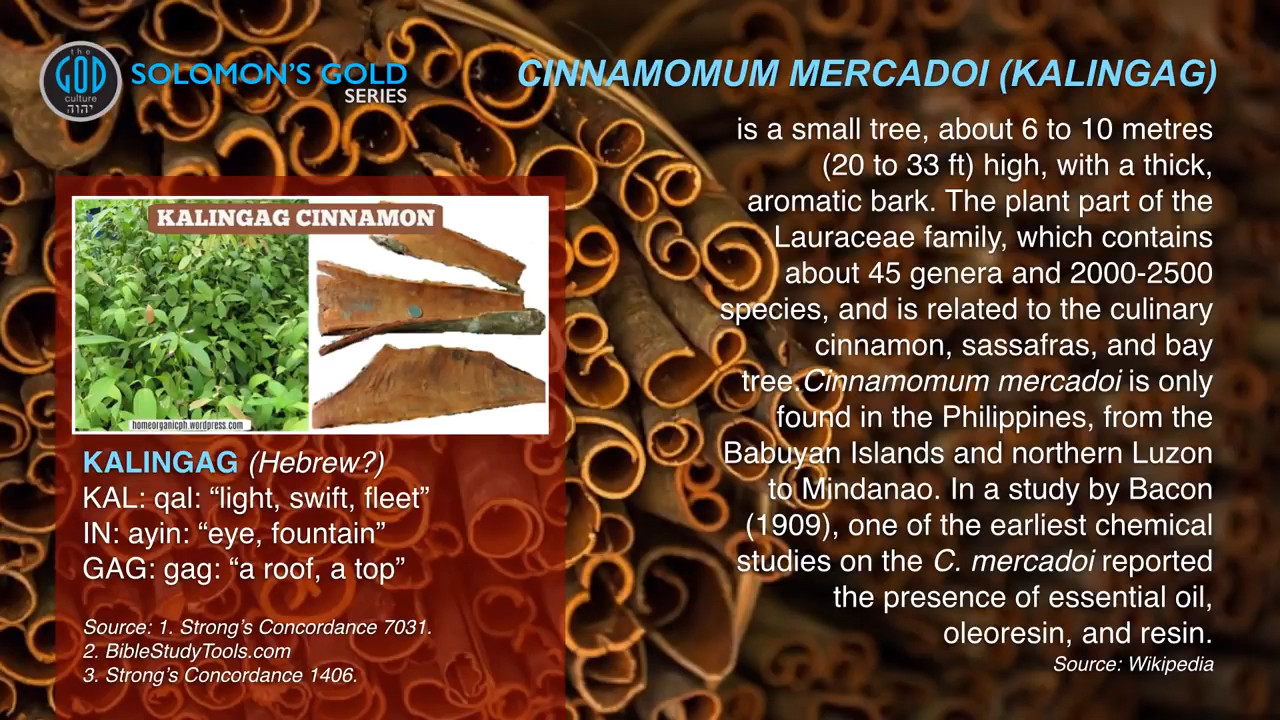 the
GOD
culture
יהוה
SOLOMON'S GOLD
SERIES
CINNAMOMUM MERCADOI (KALINGAG)
is a small tree, about 6 to 10 metres
(20 to 33 ft) high, with a thick,
aromatic bark. The plant part of the
Lauraceae family, which contains
about 45 genera and 2000-2500
species, and is related to the culinary
cinnamon, sassafras, and bay
tree.Cinnamomum mercadoi is only
found in the Philippines, from the
Babuyan Islands and northern Luzon
to Mindanao. In a study by Bacon
(1909), one of the earliest chemical
studies on the C. mercadoi reported
the presence of essential oil,
oleoresin, and resin.
Source: Wikipedia
KALINGAG CINNAMON
homeorganicph.wordpress.com
KALINGAG (Hebrew?)
KAL: qal: “light, swift, fleet”
IN: ayin: “eye, fountain”
GAG: gag: “a roof, a top”
Source: 1. Strong's Concordance 7031.
2. BibleStudyTools.com
3. Strong's Concordance 1406.